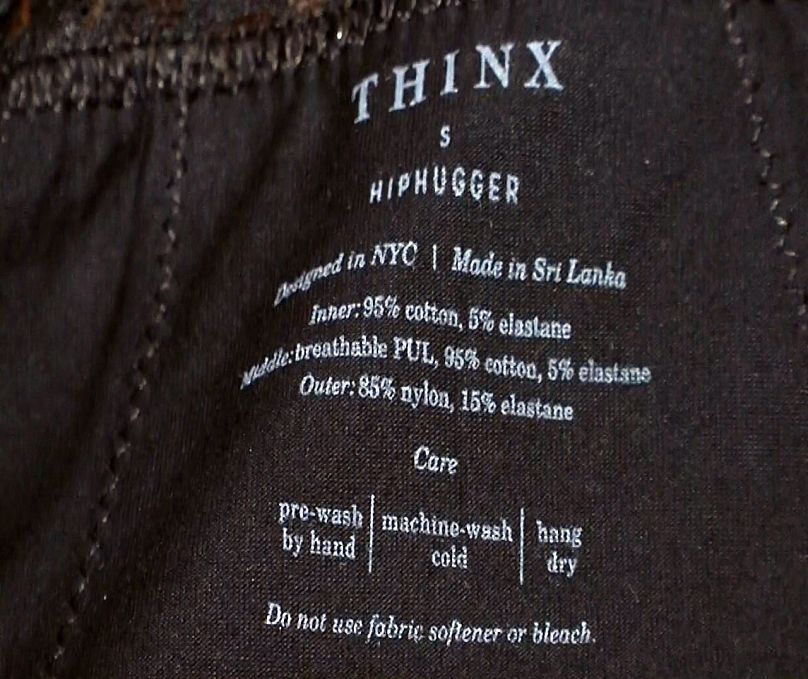 THINX
S
HIPHUGGER
Designed in NYC | Made in Sri Lanka
Inner: 95% cotton, 5% elastane
Middle: breathable PUL, 95% cotton, 5% elastane
Outer: 85% nylon, 15% elastane
Care
pre-wash by hand | machine-wash cold | hang dry
Do not use fabric softener or bleach.